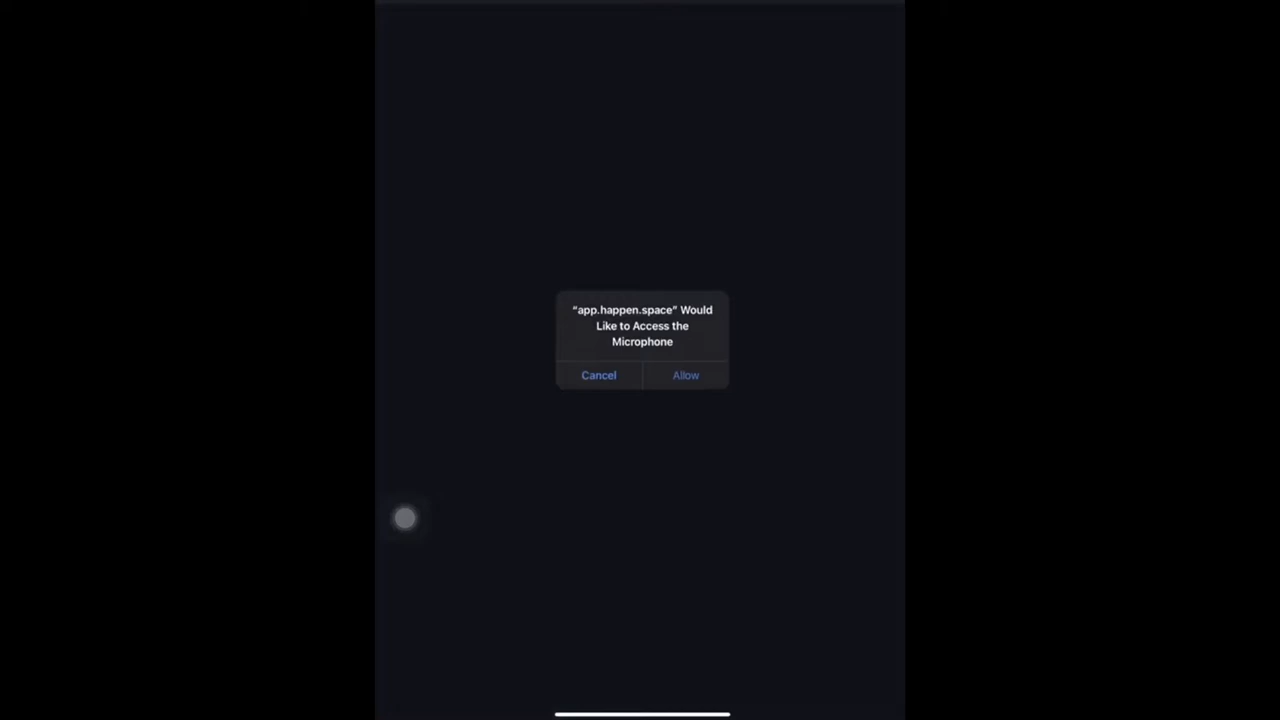 “app.happen.space” Would
Like to Access the
Microphone
Cancel
Allow